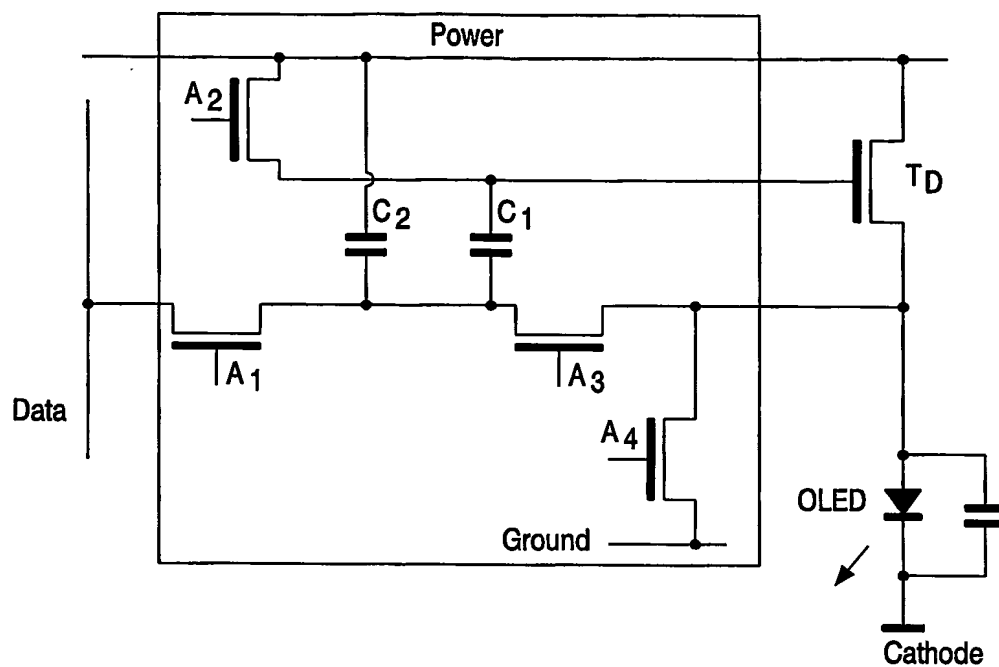 Power
A2
TD
C2
C1
A1
A3
Data
A4
OLED
Ground
Cathode